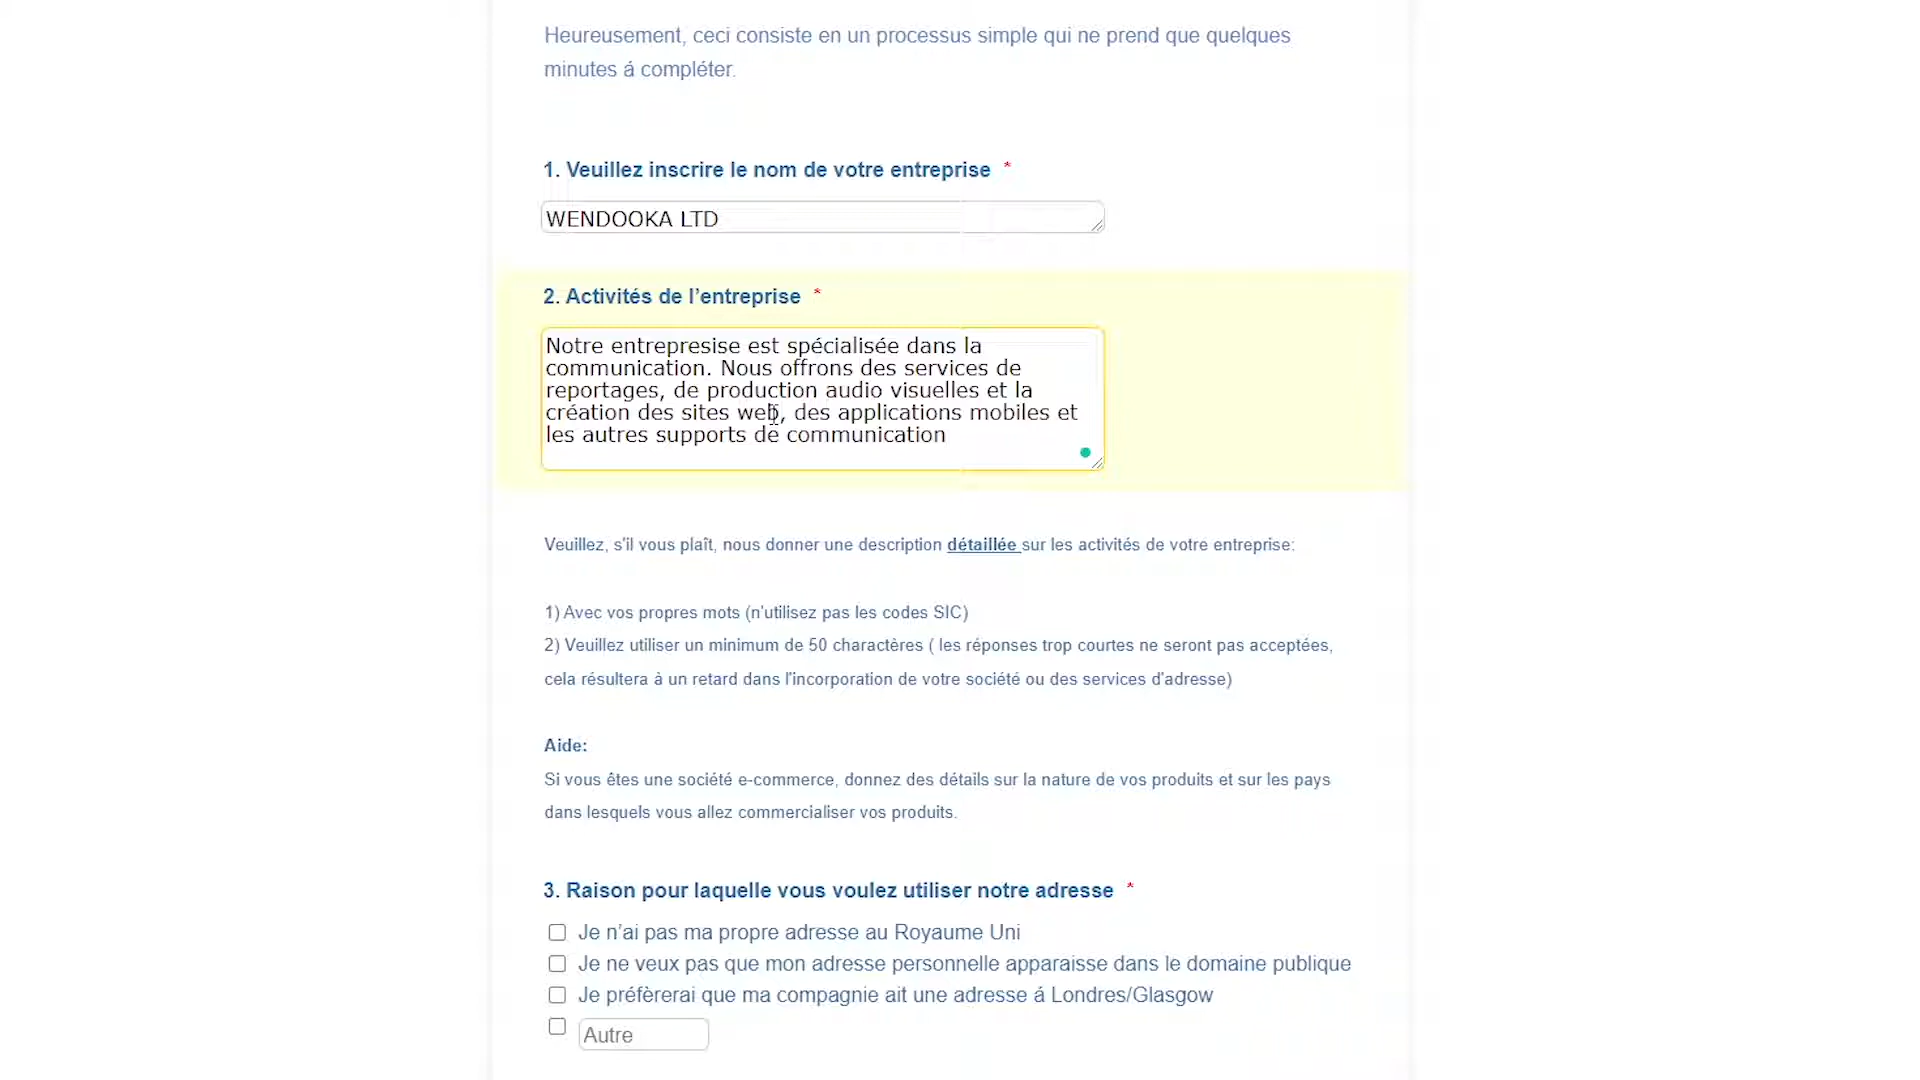 Heureusement, ceci consiste en un processus simple qui ne prend que quelques
minutes á compléter.
1. Veuillez inscrire le nom de votre entreprise *
WENDOOKA LTD
2. Activités de l’entreprise *
Notre entrepresise est spécialisée dans la
communication. Nous offrons des services de
reportages, de production audio visuelles et la
création des sites web, des applications mobiles et
les autres supports de communication
Veuillez, s'il vous plaît, nous donner une description détaillée sur les activités de votre entreprise:
1) Avec vos propres mots (n'utilisez pas les codes SIC)
2) Veuillez utiliser un minimum de 50 charactères ( les réponses trop courtes ne seront pas acceptées,
cela résultera à un retard dans l'incorporation de votre société ou des services d'adresse)
Aide:
Si vous êtes une société e-commerce, donnez des détails sur la nature de vos produits et sur les pays
dans lesquels vous allez commercialiser vos produits.
3. Raison pour laquelle vous voulez utiliser notre adresse *
Je n’ai pas ma propre adresse au Royaume Uni
Je ne veux pas que mon adresse personnelle apparaisse dans le domaine publique
Je préfèrerai que ma compagnie ait une adresse á Londres/Glasgow
Autre